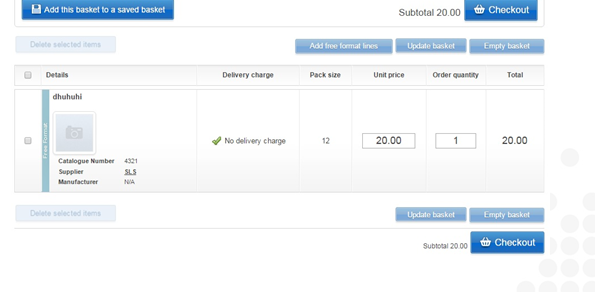 Add this basket to a saved basket
Subtotal 20.00 Checkout
Delete selected items Add free format lines Update basket Empty basket
Details Delivery charge Pack size Unit price Order quantity Total
dhuhuhi
Free Format
No delivery charge 12 20.00 1 20.00
Catalogue Number 4321
Supplier SLS
Manufacturer N/A
Delete selected items Update basket Empty basket
Subtotal 20.00 Checkout